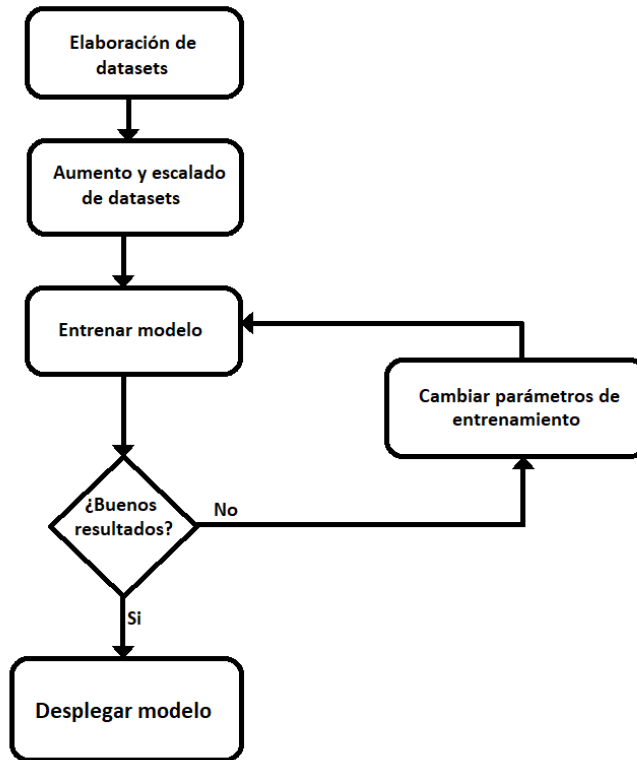 Elaboración de
datasets
Aumento y escalado
de datasets
Entrenar modelo
Cambiar parámetros de
entrenamiento
¿Buenos
resultados?
No
Si
Desplegar modelo